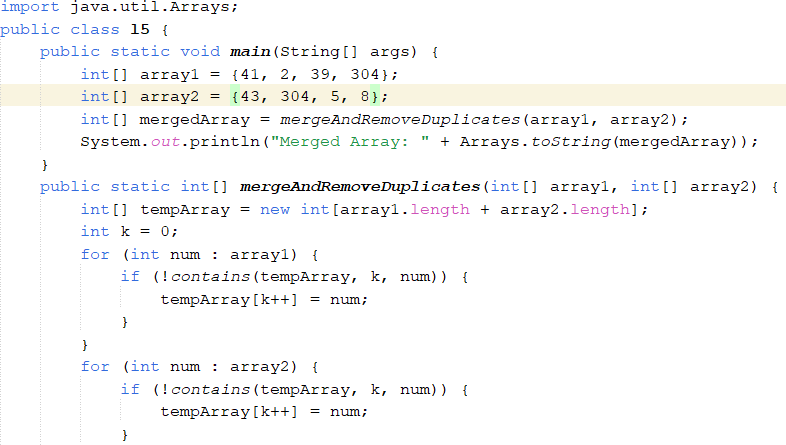 import java.util.Arrays;
public class l5 {
    public static void main(String[] args) {
        int[] array1 = {41, 2, 39, 304};
        int[] array2 = {43, 304, 5, 8};
        int[] mergedArray = mergeAndRemoveDuplicates(array1, array2);
        System.out.println("Merged Array: " + Arrays.toString(mergedArray));
    }
    public static int[] mergeAndRemoveDuplicates(int[] array1, int[] array2) {
        int[] tempArray = new int[array1.length + array2.length];
        int k = 0;
        for (int num : array1) {
            if (!contains(tempArray, k, num)) {
                tempArray[k++] = num;
            }
        }
        for (int num : array2) {
            if (!contains(tempArray, k, num)) {
                tempArray[k++] = num;
            }